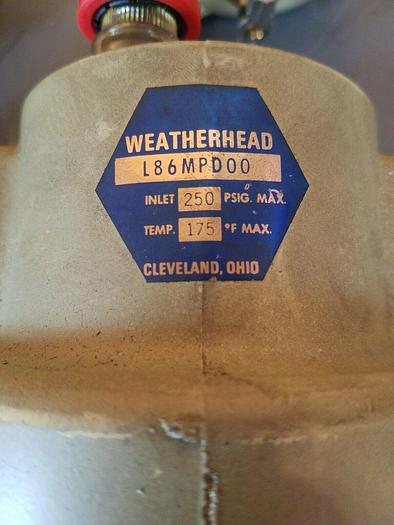 WEATHERHEAD
L86MPD00
INLET 250 PSIG. MAX.
TEMP. 175 °F MAX.
CLEVELAND, OHIO